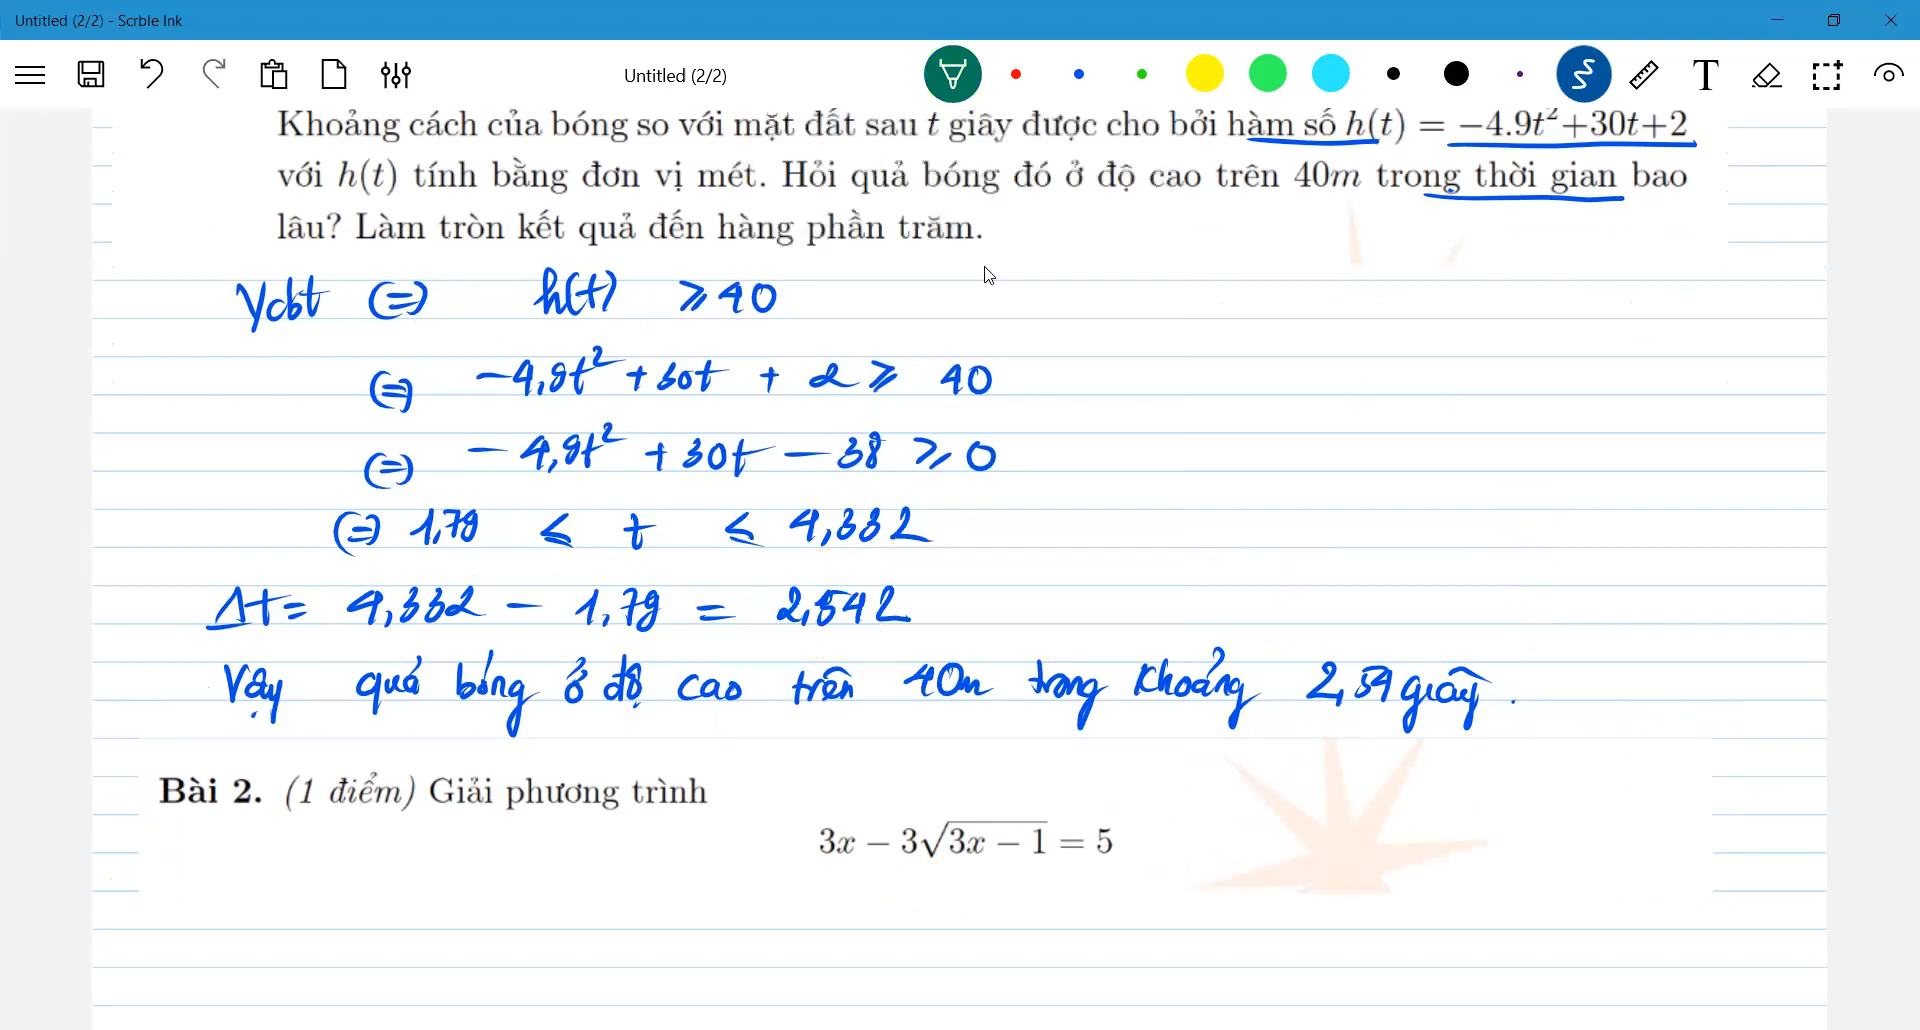 Untitled (2/2) - Scrble Ink
Untitled (2/2)
T
Khoảng cách của bóng so với mặt đất sau t giây được cho bởi hàm số h(t) = −4.9t²+30t+2
với h(t) tính bằng đơn vị mét. Hỏi quả bóng đó ở độ cao trên 40m trong thời gian bao
lâu? Làm tròn kết quả đến hàng phần trăm.
Ycbt (=) h(t) ⩾ 40
(=) −4,9t² + 30t + 2 ⩾ 40
(=) −4,9t² + 30t − 38 ⩾ 0
(=) 1,79 ≤ t ≤ 4,332
Δt = 4,332 − 1,79 = 2,542
Vậy quả bóng ở độ cao trên 40m trong khoảng 2,54 giây.
Bài 2. (1 điểm) Giải phương trình
3x − 3√(3x − 1) = 5